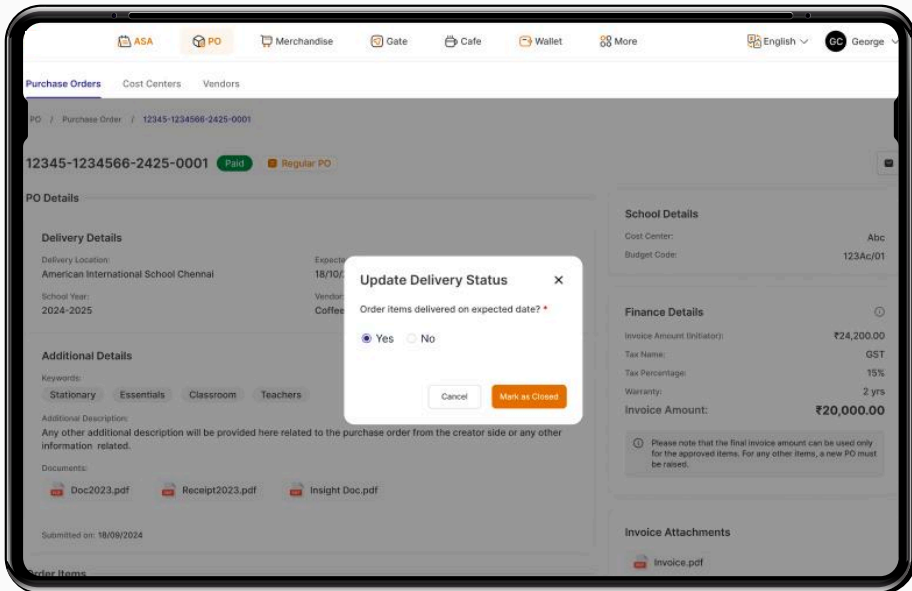 ASA PO Merchandise Gate Cafe Wallet More English GC George
Purchase Orders Cost Centers Vendors
PO / Purchase Order / 12345-1234566-2425-0001
12345-1234566-2425-0001 Paid Regular PO
PO Details
Delivery Details
Delivery Location:
American International School Chennai
18/10/
School Year:
2024-2025
Vendor
Coffee
Additional Details
Keywords:
Stationary Essentials Classroom Teachers
Additional Description:
Any other additional description will be provided here related to the purchase order from the creator side or any other
information related.
Documents:
Doc2023.pdf Receipt2023.pdf Insight Doc.pdf
Submitted on: 18/09/2024
Order Items
Update Delivery Status
Order items delivered on expected date? *
Yes No
Cancel Mark as Closed
School Details
Cost Center: Abc
Budget Code: 123Ac/01
Finance Details
Invoice Amount (Initiator): ₹24,200.00
Tax Name: GST
Tax Percentage: 15%
Warranty: 2 yrs
Invoice Amount: ₹20,000.00
Please note that the final invoice amount can be used only
for the approved items. For any other items, a new PO must
be raised.
Invoice Attachments
Invoice.pdf